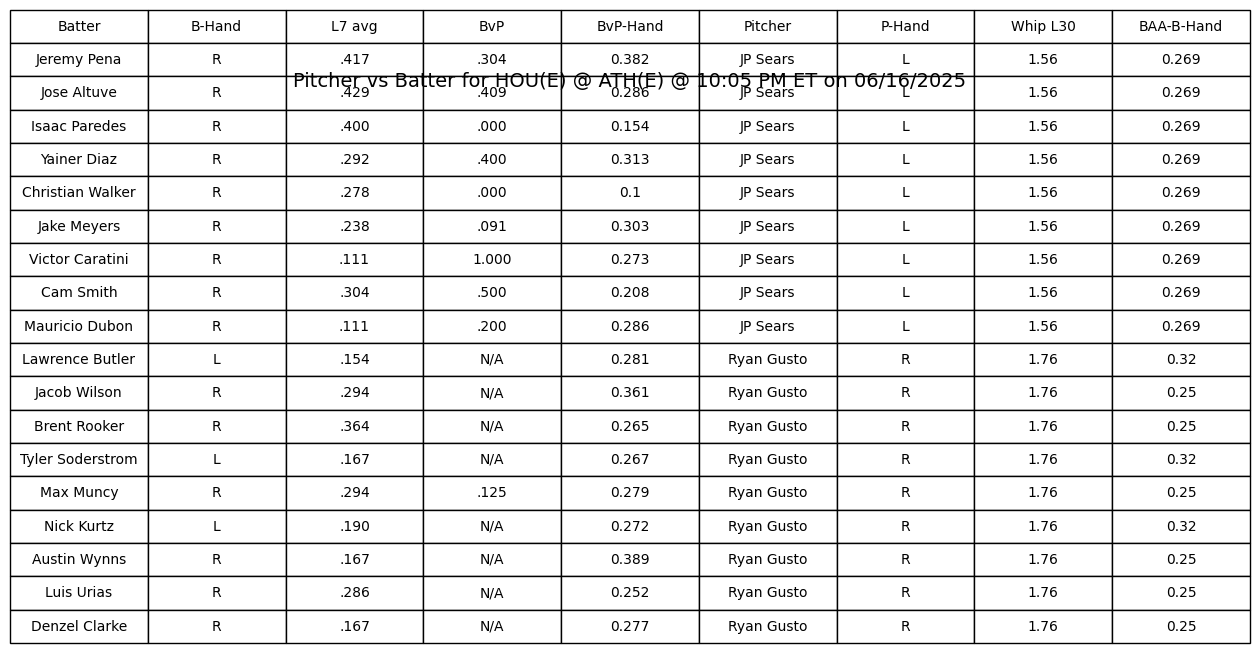 Batter B-Hand L7 avg BvP BvP-Hand Pitcher P-Hand Whip L30 BAA-B-Hand
Jeremy Pena R .417 .304 0.382 JP Sears L 1.56 0.269
Pitcher vs Batter for HOU(E) @ ATH(E) @ 10:05 PM ET on 06/16/2025
Jose Altuve R .429 .409 0.286 JP Sears L 1.56 0.269
Isaac Paredes R .400 .000 0.154 JP Sears L 1.56 0.269
Yainer Diaz R .292 .400 0.313 JP Sears L 1.56 0.269
Christian Walker R .278 .000 0.1 JP Sears L 1.56 0.269
Jake Meyers R .238 .091 0.303 JP Sears L 1.56 0.269
Victor Caratini R .111 1.000 0.273 JP Sears L 1.56 0.269
Cam Smith R .304 .500 0.208 JP Sears L 1.56 0.269
Mauricio Dubon R .111 .200 0.286 JP Sears L 1.56 0.269
Lawrence Butler L .154 N/A 0.281 Ryan Gusto R 1.76 0.32
Jacob Wilson R .294 N/A 0.361 Ryan Gusto R 1.76 0.25
Brent Rooker R .364 N/A 0.265 Ryan Gusto R 1.76 0.25
Tyler Soderstrom L .167 N/A 0.267 Ryan Gusto R 1.76 0.32
Max Muncy R .294 .125 0.279 Ryan Gusto R 1.76 0.25
Nick Kurtz L .190 N/A 0.272 Ryan Gusto R 1.76 0.32
Austin Wynns R .167 N/A 0.389 Ryan Gusto R 1.76 0.25
Luis Urias R .286 N/A 0.252 Ryan Gusto R 1.76 0.25
Denzel Clarke R .167 N/A 0.277 Ryan Gusto R 1.76 0.25